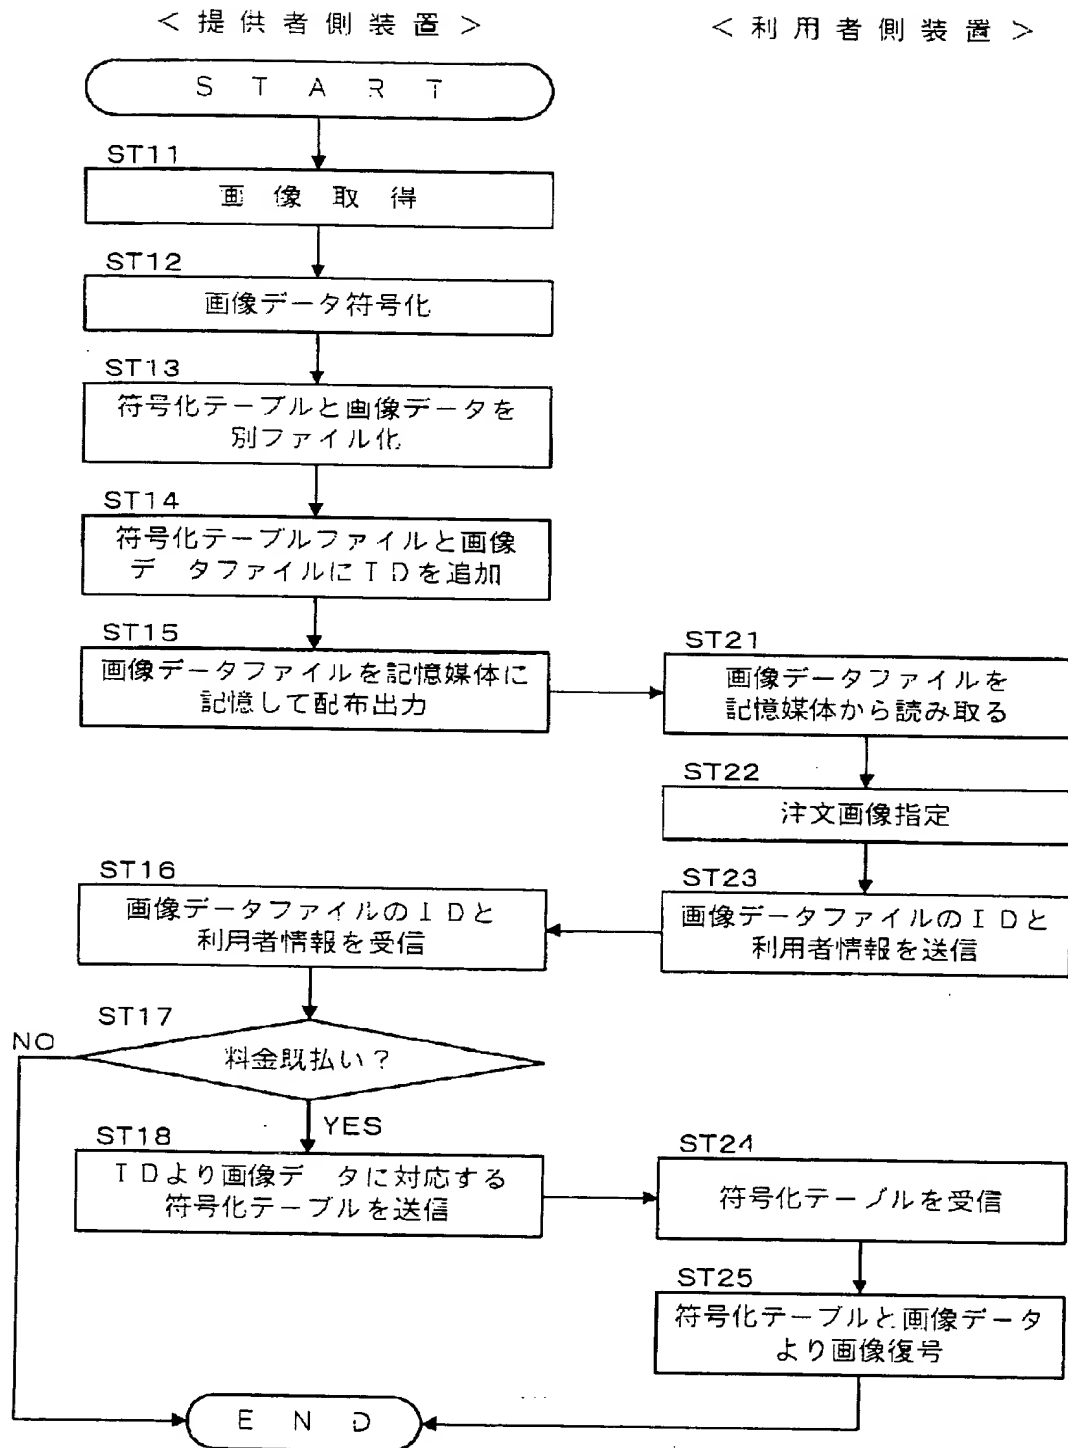 ＜提供者側装置＞
＜利用者側装置＞
START
ST11
画像取得
ST12
画像データ符号化
ST13
符号化テーブルと画像データを
別ファイル化
ST14
符号化テーブルファイルと画像
データファイルにIDを追加
ST15
画像データファイルを記憶媒体に
記憶して配布出力
ST21
画像データファイルを
記憶媒体から読み取る
ST22
注文画像指定
ST23
画像データファイルのIDと
利用者情報を送信
ST16
画像データファイルのIDと
利用者情報を受信
ST17
料金既払い？
NO
YES
ST18
IDより画像データに対応する
符号化テーブルを送信
ST24
符号化テーブルを受信
ST25
符号化テーブルと画像データ
より画像復号
END